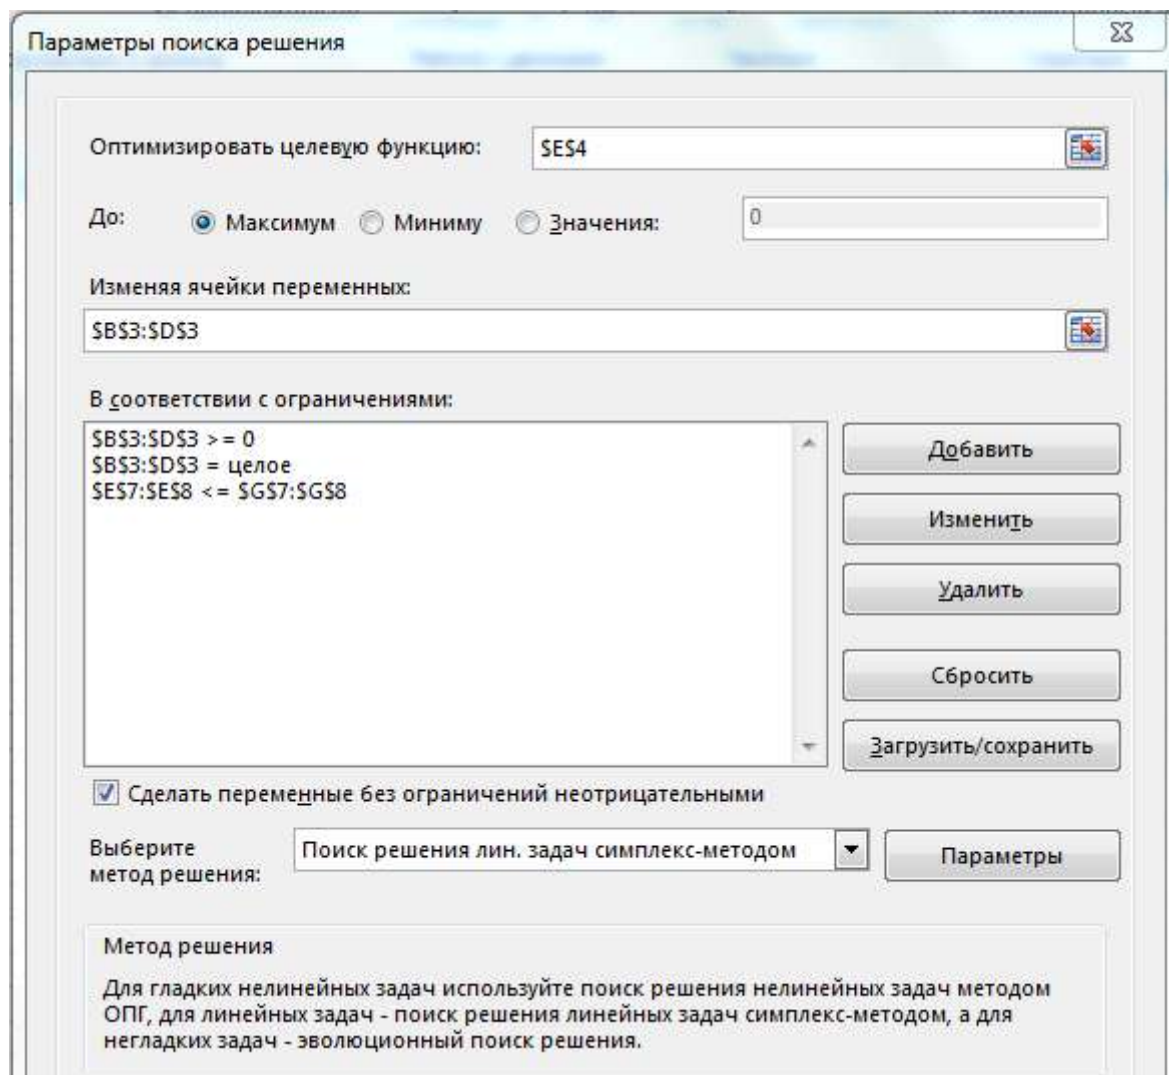 Параметры поиска решения
Оптимизировать целевую функцию: $E$4
До: Максимум Миниму Значения: 0
Изменяя ячейки переменных:
$B$3:$D$3
В соответствии с ограничениями:
$B$3:$D$3 >= 0
$B$3:$D$3 = целое
$E$7:$E$8 <= $G$7:$G$8
Добавить
Изменить
Удалить
Сбросить
Загрузить/сохранить
Сделать переменные без ограничений неотрицательными
Выберите
метод решения:
Поиск решения лин. задач симплекс-методом
Параметры
Метод решения
Для гладких нелинейных задач используйте поиск решения нелинейных задач методом
ОПГ, для линейных задач - поиск решения линейных задач симплекс-методом, а для
негладких задач - эволюционный поиск решения.